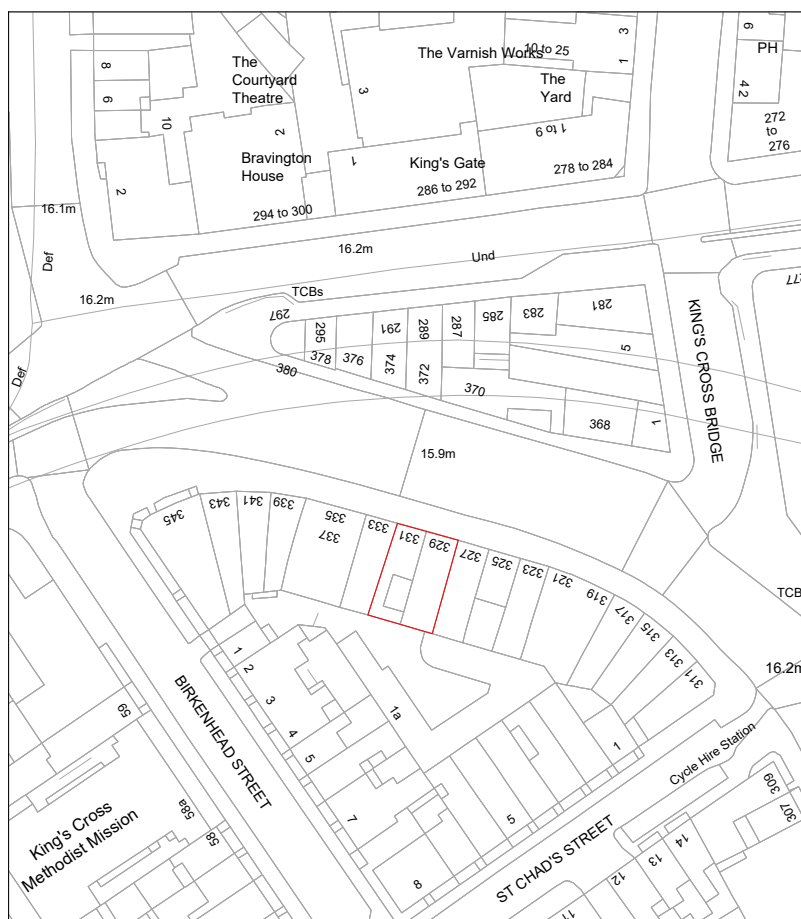 The
Courtyard
Theatre
The Varnish Works
10 to 25
3
1
6
PH
8
6
10
3
The
Yard
4 2
272
to
276
2
Bravington
House
1
King's Gate
1 to 9
278 to 284
286 to 292
2
294 to 300
16.1m
16.2m
Und
Def
16.2m
TCBs
277
297
295
291
289
287
285
283
281
378
376
374
372
5
380
370
368
1
KING'S CROSS BRIDGE
Def
15.9m
345
343
341
339
335
337
333
331
329
327
325
323
321
319
317
315
313
311
TCB
16.2m
1
2
3
4
5
7
8
1a
BIRKENHEAD STREET
59
58a
58
King's Cross
Methodist Mission
1
5
Cycle Hire Station
ST CHAD'S STREET
309
307
14
13
12
11